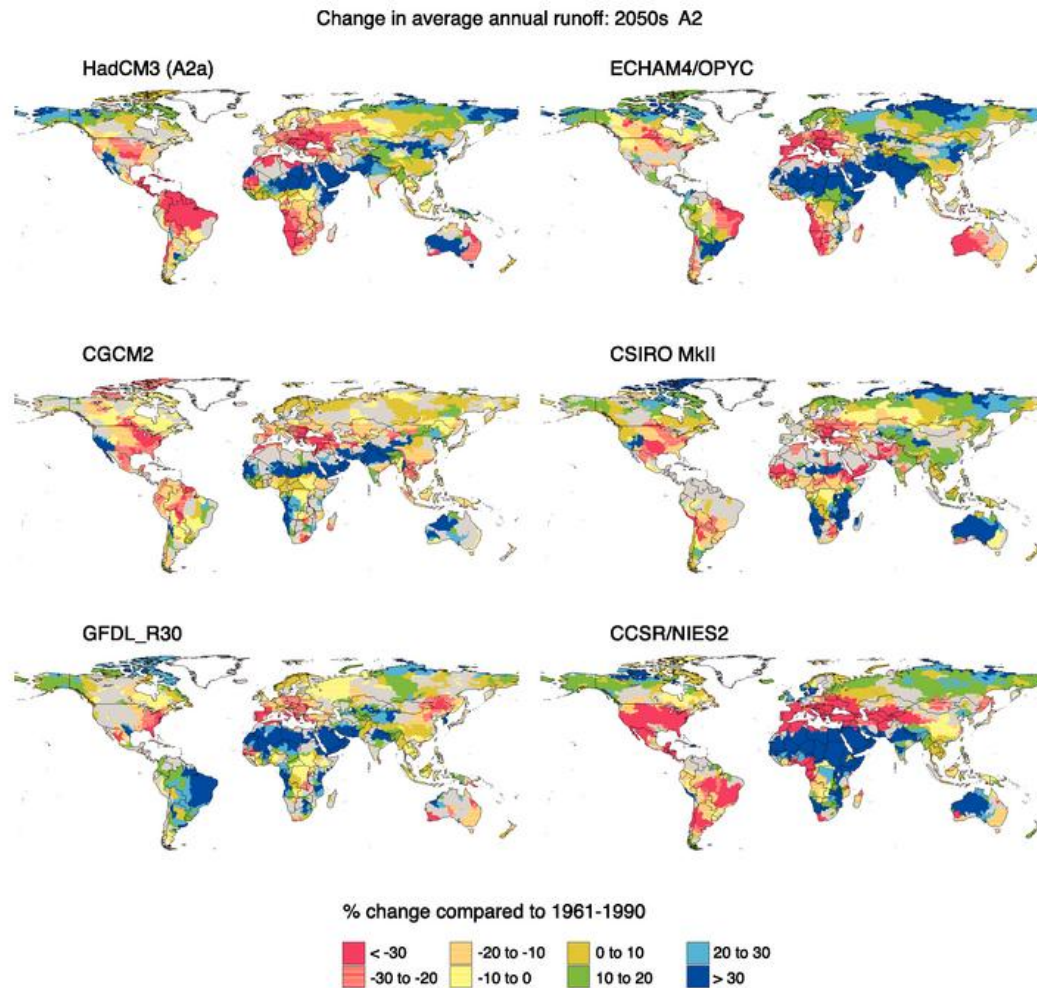 Change in average annual runoff: 2050s A2
HadCM3 (A2a)
ECHAM4/OPYC
CGCM2
CSIRO MkII
GFDL_R30
CCSR/NIES2
% change compared to 1961-1990
< -30
-20 to -10
0 to 10
20 to 30
-30 to -20
-10 to 0
10 to 20
> 30